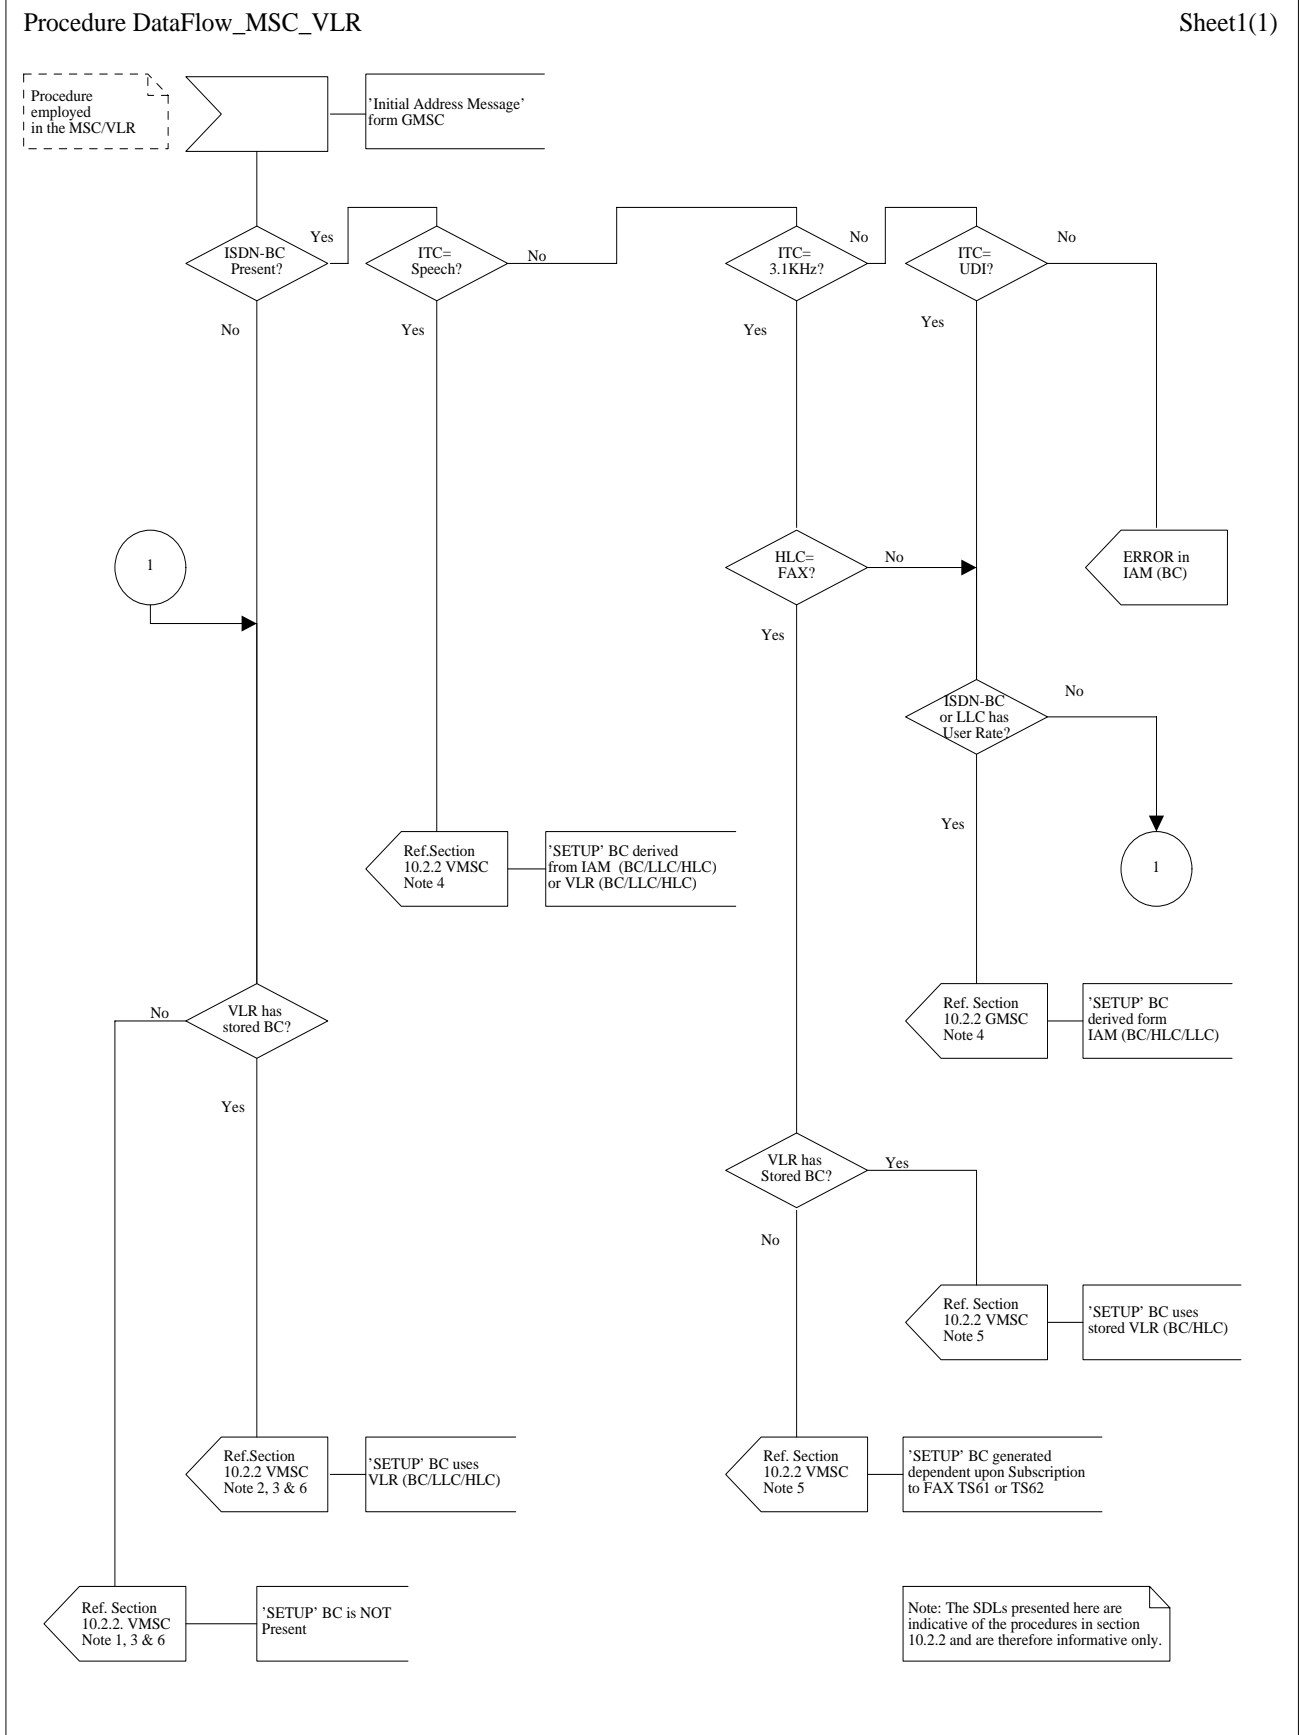 Procedure DataFlow_MSC_VLR
Sheet1(1)
Procedure
employed
in the MSC/VLR
'Initial Address Message'
form GMSC
ISDN-BC
Present?
Yes
No
ITC=
Speech?
No
Yes
ITC=
3.1KHz?
No
Yes
ITC=
UDI?
No
Yes
1
HLC=
FAX?
No
Yes
ERROR in
IAM (BC)
ISDN-BC
or LLC has
User Rate?
No
Yes
Ref.Section
10.2.2 VMSC
Note 4
'SETUP' BC derived
from IAM (BC/LLC/HLC)
or VLR (BC/LLC/HLC)
1
VLR has
stored BC?
No
Yes
Ref. Section
10.2.2 GMSC
Note 4
'SETUP' BC
derived form
IAM (BC/HLC/LLC)
VLR has
Stored BC?
Yes
No
Ref. Section
10.2.2 VMSC
Note 5
'SETUP' BC uses
stored VLR (BC/HLC)
Ref.Section
10.2.2 VMSC
Note 2, 3 & 6
'SETUP' BC uses
VLR (BC/LLC/HLC)
Ref. Section
10.2.2 VMSC
Note 5
'SETUP' BC generated
dependent upon Subscription
to FAX TS61 or TS62
Ref. Section
10.2.2. VMSC
Note 1, 3 & 6
'SETUP' BC is NOT
Present
Note: The SDLs presented here are
indicative of the procedures in section
10.2.2 and are therefore informative only.